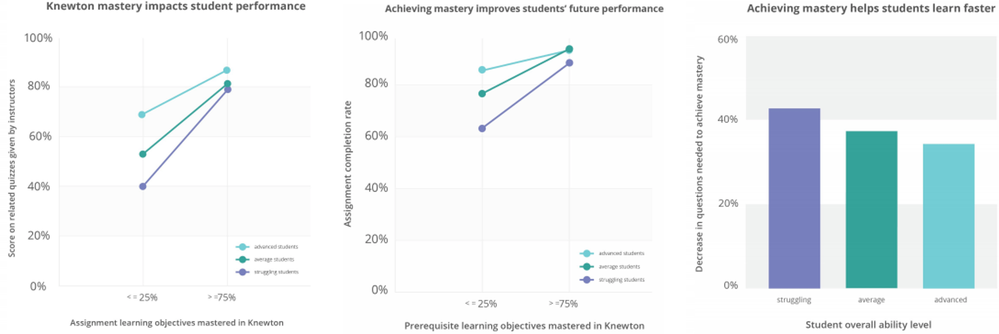 Knewton mastery impacts student performance
100%
80%
60%
40%
20%
0%
Score on related quizzes given by instructors
advanced students
average students
struggling students
< = 25%
> =75%
Assignment learning objectives mastered in Knewton
Achieving mastery improves students’ future performance
100%
80%
60%
40%
20%
0%
Assignment completion rate
advanced students
average students
struggling students
< = 25%
> =75%
Prerequisite learning objectives mastered in Knewton
Achieving mastery helps students learn faster
60%
40%
20%
0%
Decrease in questions needed to achieve mastery
struggling
average
advanced
Student overall ability level